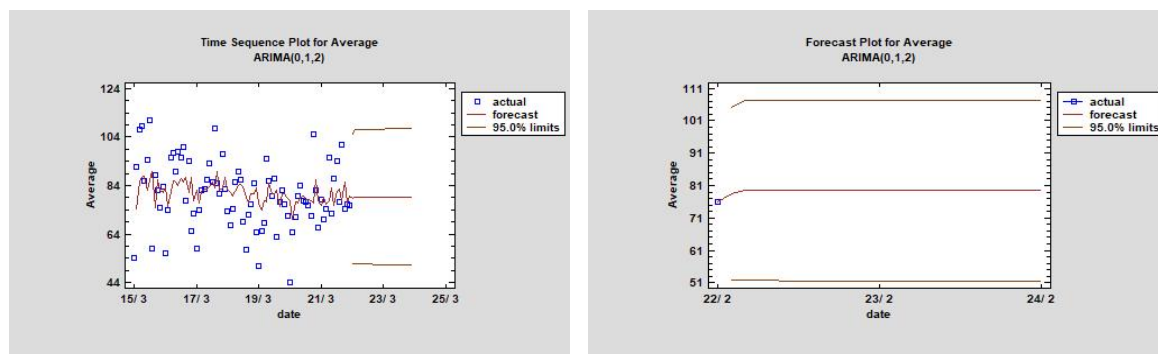 Time Sequence Plot for Average
ARIMA(0,1,2)
124
104
84
64
44
Average
15/ 3
17/ 3
19/ 3
21/ 3
23/ 3
25/ 3
date
actual
forecast
95.0% limits
Forecast Plot for Average
ARIMA(0,1,2)
111
101
91
81
71
61
51
Average
22/ 2
23/ 2
24/ 2
date
actual
forecast
95.0% limits